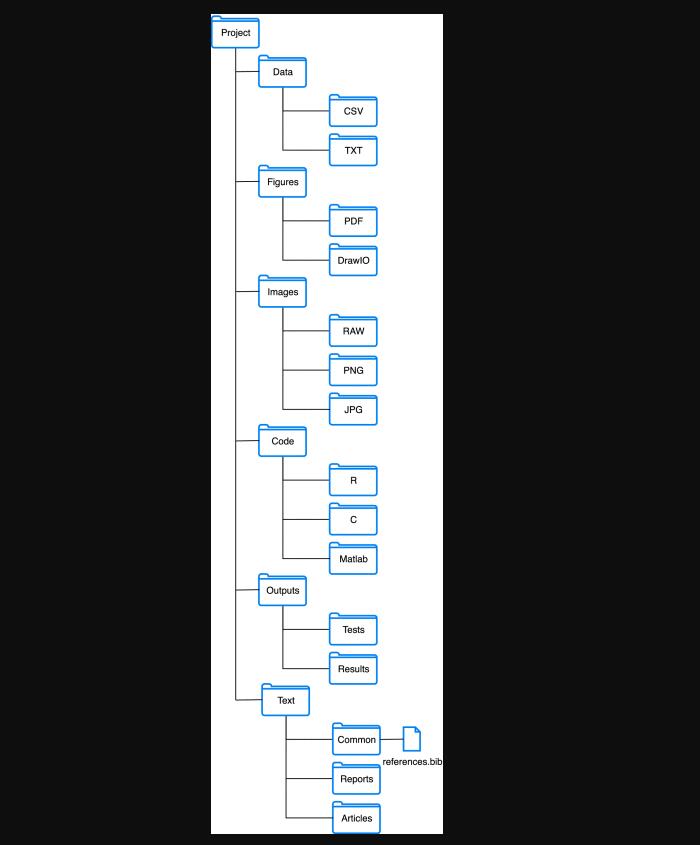 Project
Data
CSV
TXT
Figures
PDF
DrawIO
Images
RAW
PNG
JPG
Code
R
C
Matlab
Outputs
Tests
Results
Text
Common
references.bib
Reports
Articles